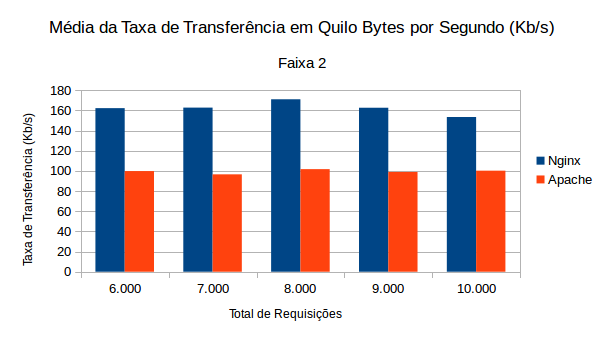 Média da Taxa de Transferência em Quilo Bytes por Segundo (Kb/s)
Faixa 2
Taxa de Transferência (Kb/s)
180
160
140
120
100
80
60
40
20
0
6.000 7.000 8.000 9.000 10.000
Total de Requisições
Nginx
Apache